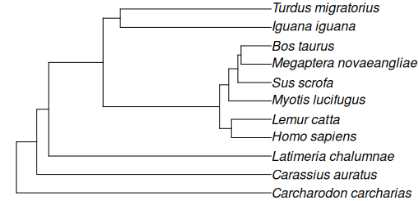 Turdus migratorius
Iguana iguana
Bos taurus
Megaptera novaeangliae
Sus scrofa
Myotis lucifugus
Lemur catta
Homo sapiens
Latimeria chalumnae
Carassius auratus
Carcharodon carcharias